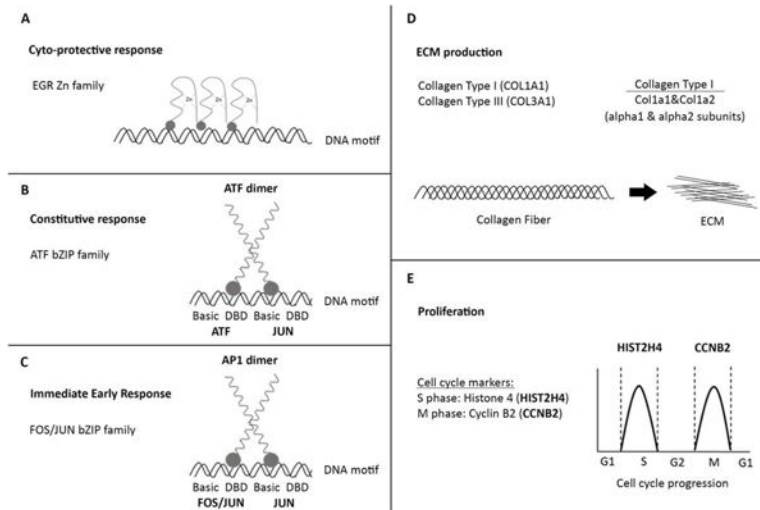 A
Cyto-protective response
EGR Zn family
Zn
Zn
Zn
DNA motif
B
ATF dimer
Constitutive response
ATF bZIP family
DNA motif
Basic DBD Basic DBD
ATF JUN
C
AP1 dimer
Immediate Early Response
FOS/JUN bZIP family
DNA motif
Basic DBD Basic DBD
FOS/JUN JUN
D
ECM production
Collagen Type I (COL1A1)
Collagen Type III (COL3A1)
Collagen Type I
Col1a1&Col1a2
(alpha1 & alpha2 subunits)
Collagen Fiber
ECM
E
Proliferation
HIST2H4 CCNB2
Cell cycle markers:
S phase: Histone 4 (HIST2H4)
M phase: Cyclin B2 (CCNB2)
G1 S G2 M G1
Cell cycle progression